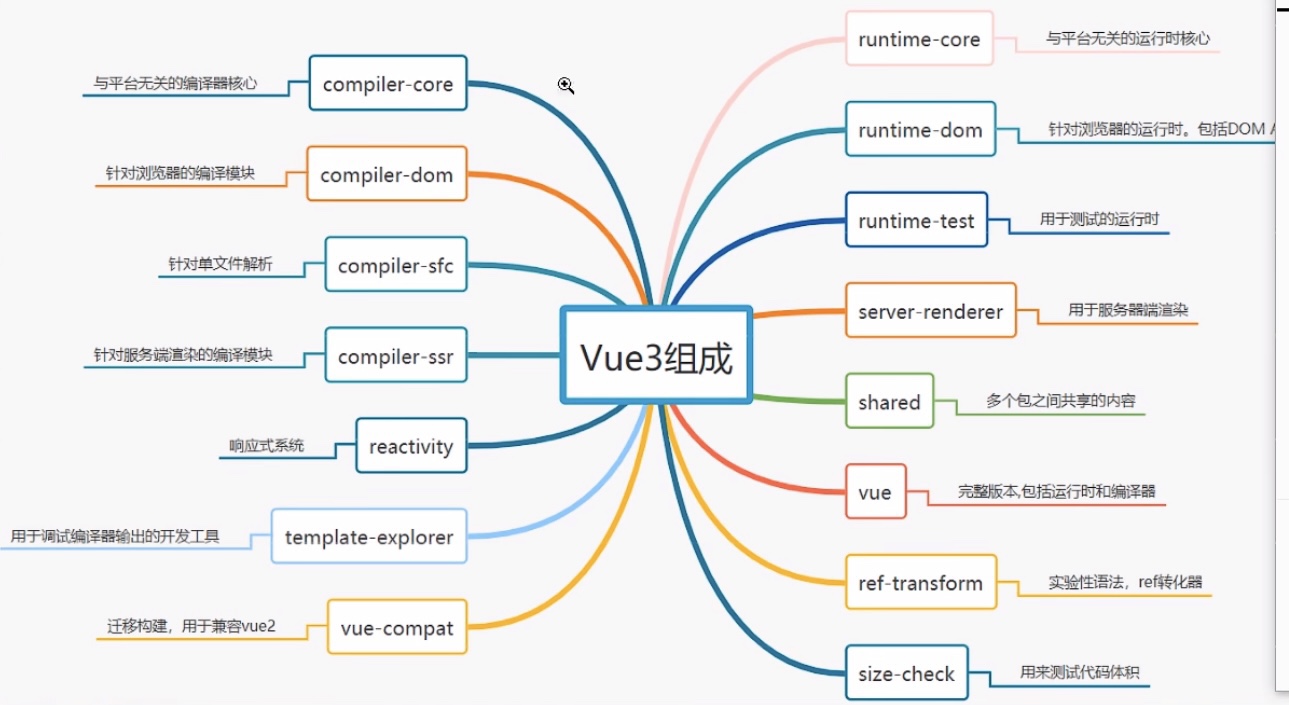 Vue3组成
compiler-core
与平台无关的编译器核心
compiler-dom
针对浏览器的编译模块
compiler-sfc
针对单文件解析
compiler-ssr
针对服务端渲染的编译模块
reactivity
响应式系统
template-explorer
用于调试编译器输出的开发工具
vue-compat
迁移构建，用于兼容vue2
runtime-core
与平台无关的运行时核心
runtime-dom
针对浏览器的运行时。包括DOM A
runtime-test
用于测试的运行时
server-renderer
用于服务器端渲染
shared
多个包之间共享的内容
vue
完整版本,包括运行时和编译器
ref-transform
实验性语法，ref转化器
size-check
用来测试代码体积